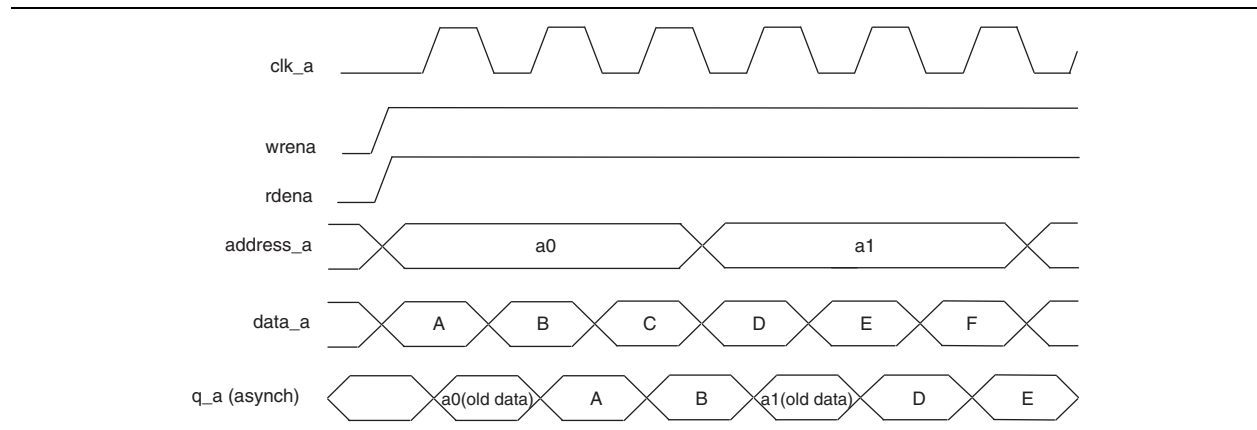 clk_a
wrena
rdena
address_a a0 a1
data_a A B C D E F
q_a (asynch) a0(old data) A B a1(old data) D E